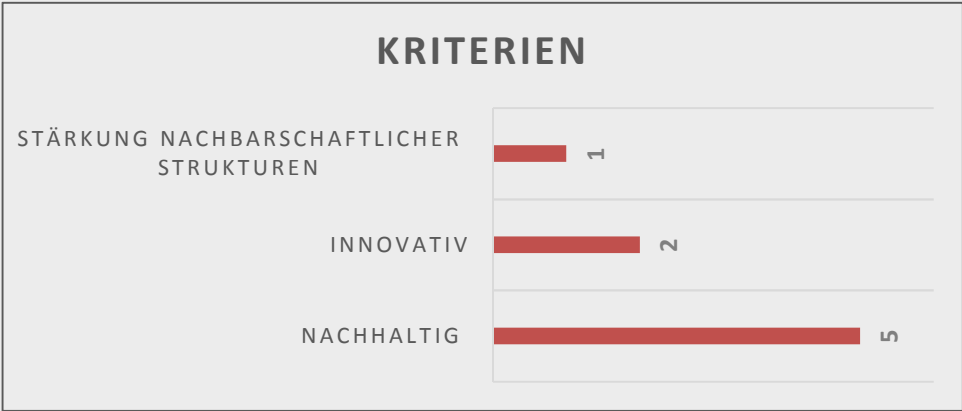 KRITERIEN
STÄRKUNG NACHBARSCHAFTLICHER
STRUKTUREN
1
INNOVATIV
2
NACHHALTIG
5